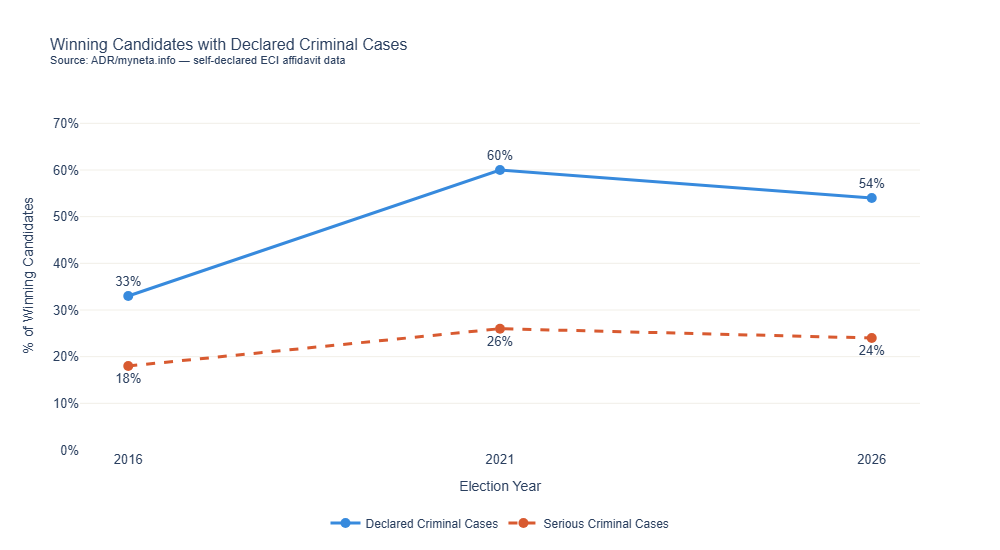 Winning Candidates with Declared Criminal Cases
Source: ADR/myneta.info — self-declared ECI affidavit data
% of Winning Candidates
70%
60%
50%
40%
30%
20%
10%
0%
60%
54%
33%
26%
24%
18%
2016 2021 2026
Election Year
Declared Criminal Cases Serious Criminal Cases